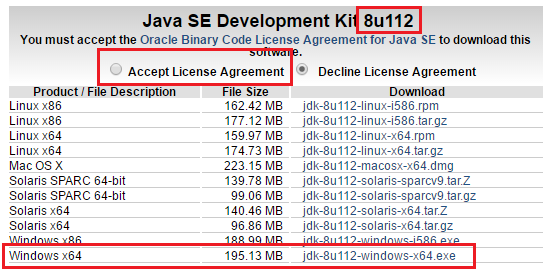 Java SE Development Kit 8u112
You must accept the Oracle Binary Code License Agreement for Java SE to download this
software.
Accept License Agreement Decline License Agreement
Product / File Description File Size Download
Linux x86 162.42 MB jdk-8u112-linux-i586.rpm
Linux x86 177.12 MB jdk-8u112-linux-i586.tar.gz
Linux x64 159.97 MB jdk-8u112-linux-x64.rpm
Linux x64 174.73 MB jdk-8u112-linux-x64.tar.gz
Mac OS X 223.15 MB jdk-8u112-macosx-x64.dmg
Solaris SPARC 64-bit 139.78 MB jdk-8u112-solaris-sparcv9.tar.Z
Solaris SPARC 64-bit 99.06 MB jdk-8u112-solaris-sparcv9.tar.gz
Solaris x64 140.46 MB jdk-8u112-solaris-x64.tar.Z
Solaris x64 96.86 MB jdk-8u112-solaris-x64.tar.gz
Windows x86 188.99 MB jdk-8u112-windows-i586.exe
Windows x64 195.13 MB jdk-8u112-windows-x64.exe